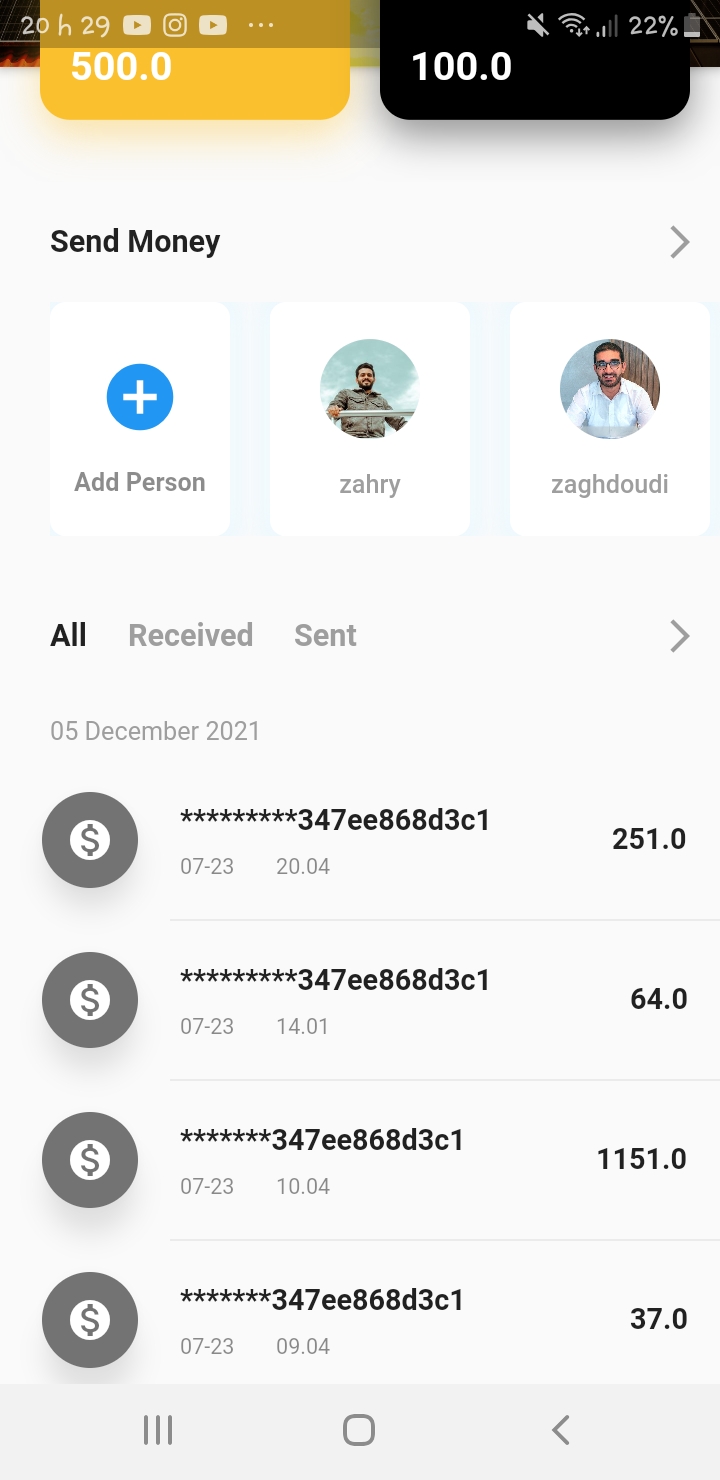 20 h 29 ... 22%
500.0 100.0
Send Money
Add Person zahry zaghdoudi
All Received Sent
05 December 2021
*********347ee868d3c1
251.0
07-23 20.04
*********347ee868d3c1
64.0
07-23 14.01
*******347ee868d3c1
1151.0
07-23 10.04
*******347ee868d3c1
37.0
07-23 09.04